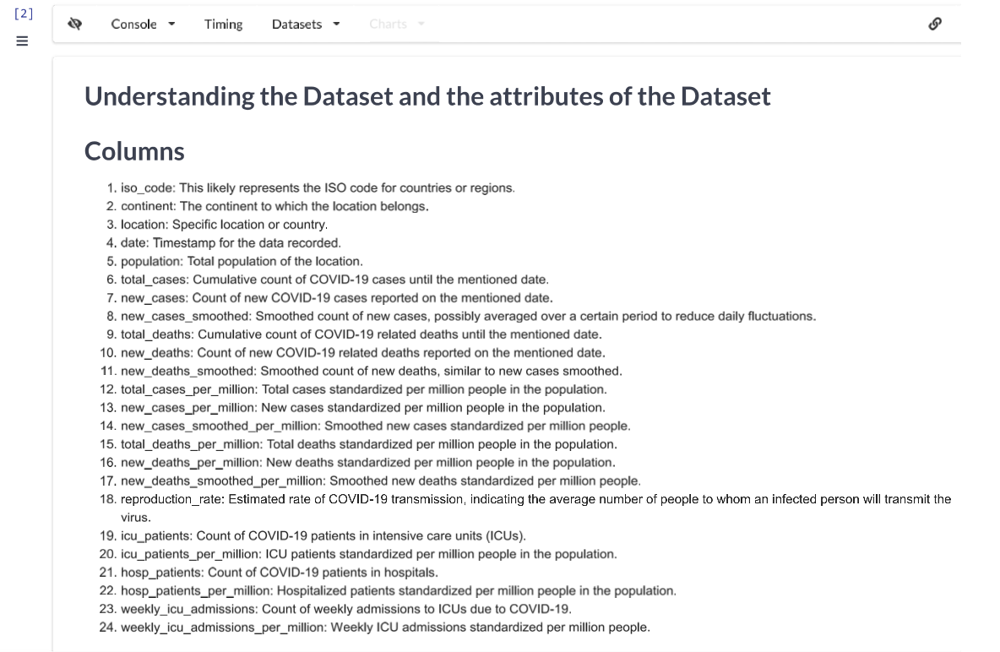 [2]
Console Timing Datasets Charts
Understanding the Dataset and the attributes of the Dataset
Columns
1. iso_code: This likely represents the ISO code for countries or regions.
2. continent: The continent to which the location belongs.
3. location: Specific location or country.
4. date: Timestamp for the data recorded.
5. population: Total population of the location.
6. total_cases: Cumulative count of COVID-19 cases until the mentioned date.
7. new_cases: Count of new COVID-19 cases reported on the mentioned date.
8. new_cases_smoothed: Smoothed count of new cases, possibly averaged over a certain period to reduce daily fluctuations.
9. total_deaths: Cumulative count of COVID-19 related deaths until the mentioned date.
10. new_deaths: Count of new COVID-19 related deaths reported on the mentioned date.
11. new_deaths_smoothed: Smoothed count of new deaths, similar to new cases smoothed.
12. total_cases_per_million: Total cases standardized per million people in the population.
13. new_cases_per_million: New cases standardized per million people in the population.
14. new_cases_smoothed_per_million: Smoothed new cases standardized per million people.
15. total_deaths_per_million: Total deaths standardized per million people in the population.
16. new_deaths_per_million: New deaths standardized per million people in the population.
17. new_deaths_smoothed_per_million: Smoothed new deaths standardized per million people.
18. reproduction_rate: Estimated rate of COVID-19 transmission, indicating the average number of people to whom an infected person will transmit the
virus.
19. icu_patients: Count of COVID-19 patients in intensive care units (ICUs).
20. icu_patients_per_million: ICU patients standardized per million people in the population.
21. hosp_patients: Count of COVID-19 patients in hospitals.
22. hosp_patients_per_million: Hospitalized patients standardized per million people in the population.
23. weekly_icu_admissions: Count of weekly admissions to ICUs due to COVID-19.
24. weekly_icu_admissions_per_million: Weekly ICU admissions standardized per million people.